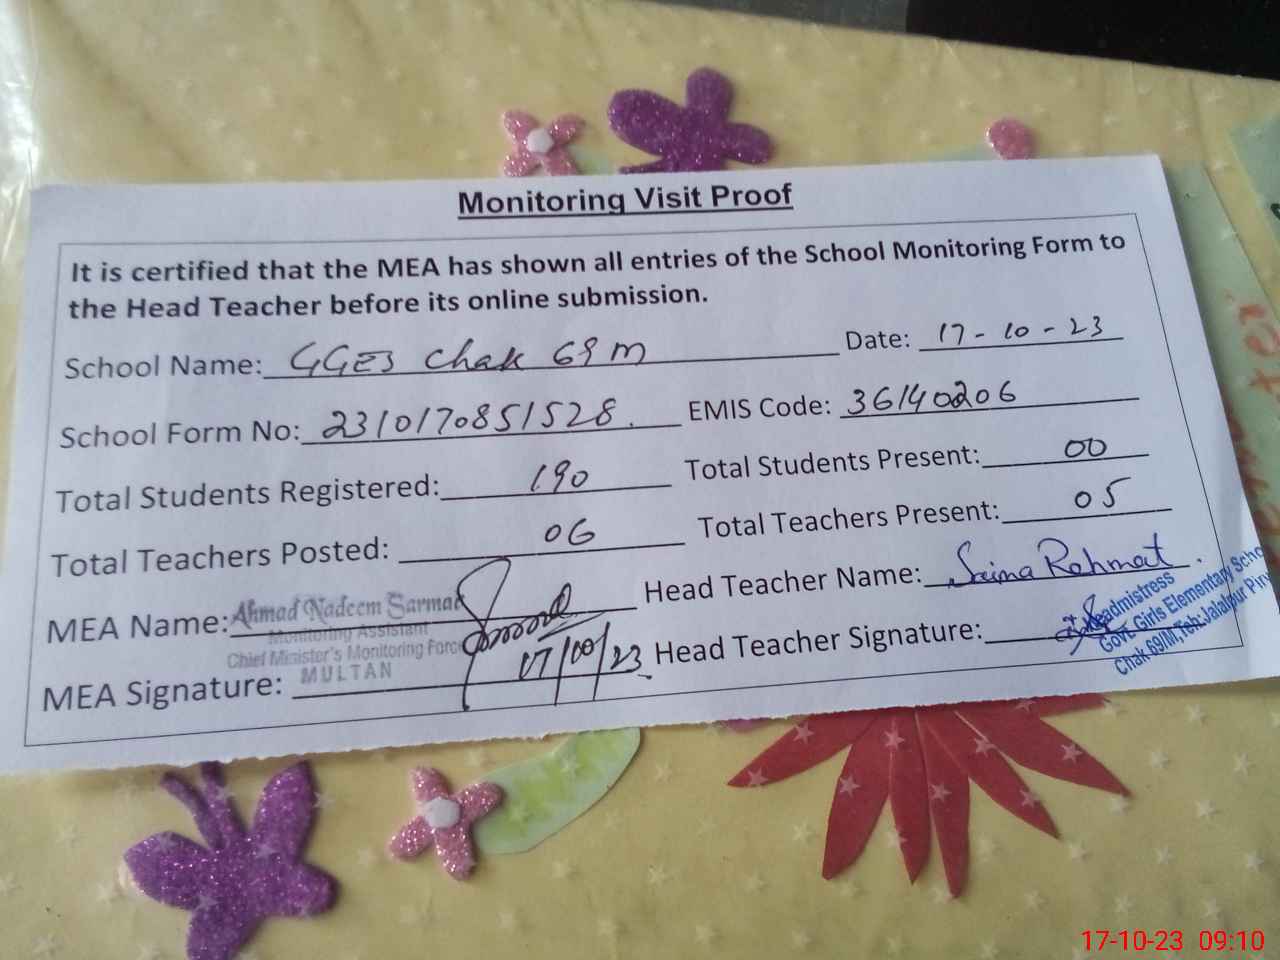 Monitoring Visit Proof
It is certified that the MEA has shown all entries of the School Monitoring Form to
the Head Teacher before its online submission.
School Name: GGES Chak 69 M Date: 17-10-23
School Form No: 2310170851528. EMIS Code: 36140206
Total Students Registered: 190 Total Students Present: 00
Total Teachers Posted: 06 Total Teachers Present: 05
MEA Name: Ahmad Nadeem Sarmad Head Teacher Name: Saima Rehmat.
Monitoring Assistant
Chief Minister's Monitoring Force
MULTAN
MEA Signature: 17/10/23 Head Teacher Signature:
Headmistress
Govt. Girls Elementary Scho
Chak 69/M, Teh: Jalalpur Pirw
17-10-23 09:10